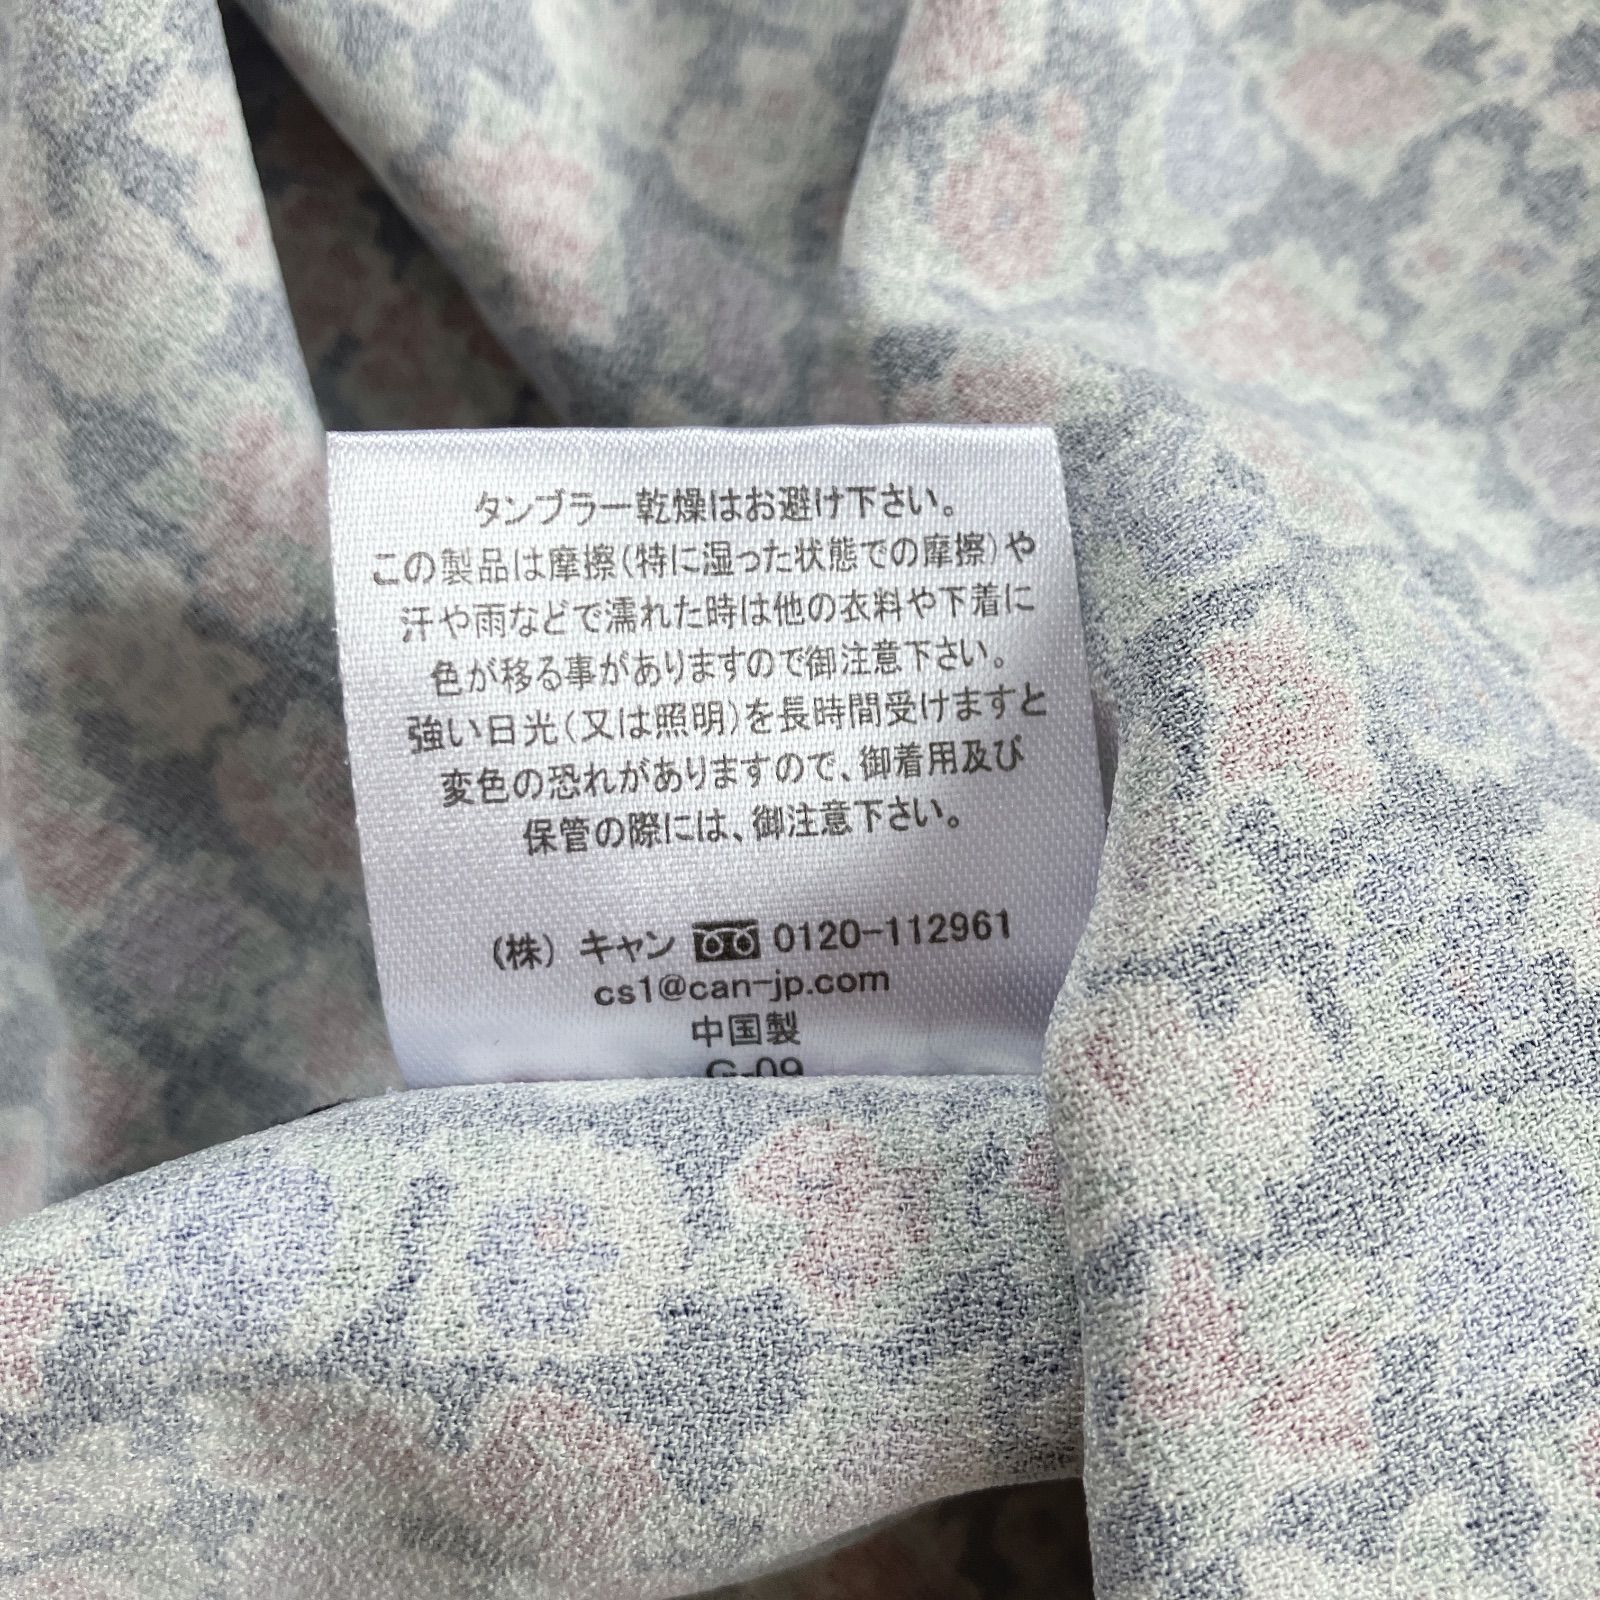 タンブラー乾燥はお避け下さい。
この製品は摩擦(特に湿った状態での摩擦)や
汗や雨などで濡れた時は他の衣料や下着に
色が移る事がありますので御注意下さい。
強い日光(又は照明)を長時間受けますと
変色の恐れがありますので、御着用及び
保管の際には、御注意下さい。
(株) キャン 0120-112961
cs1@can-jp.com
中国製
G-09